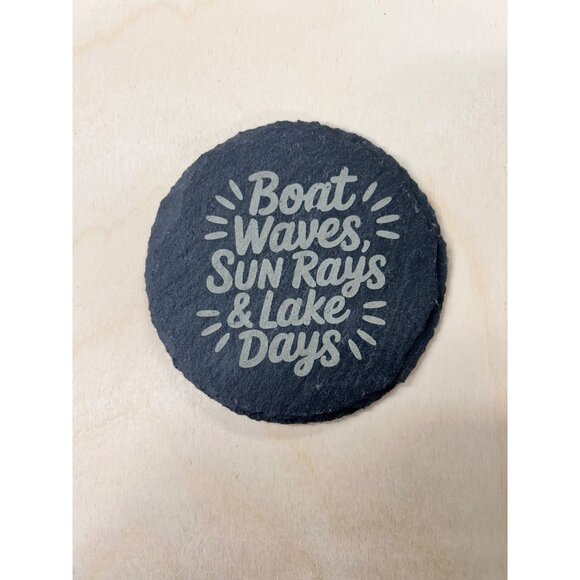 Boat
Waves,
SUN RAYS
& Lake
Days